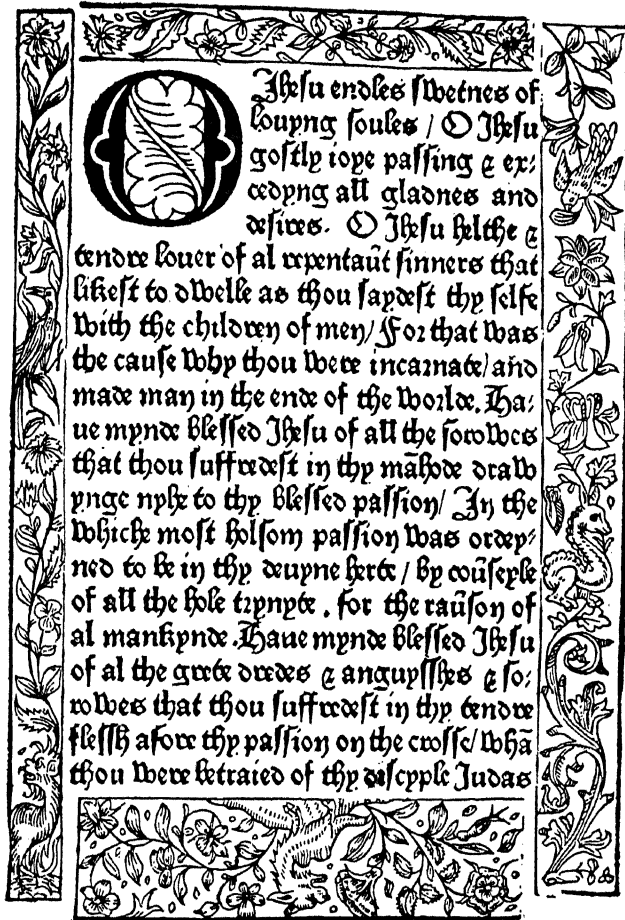 O Jhesu endles swetnes of
louyng soules / O Jhesu
gostly ioye passing & ex⸗
cedyng all gladnes and
desires. O Jhesu helthe &
tendre louer of al repentaūt sinners that
likest to dwelle as thou saydest thy selfe
with the children of men / For that was
the cause why thou were incarnate / and
made man in the ende of the worlde. Ha⸗
ue mynde blessed Jhesu of all the sorowes
that thou suffredest in thy māhode draw
ynge nyhe to thy blessed passion / In the
whiche most holsom passion was ordey⸗
ned to be in thy deuyne herte / by coūseyle
of all the hole trynyte . for the raūson of
al mankynde . Haue mynde blessed Jhesu
of al the grete dredes & anguysshes & so⸗
rowes that thou suffredest in thy tendre
flessh afore thy passion on the crosse / whā
thou were betraied of thy discyple Judas